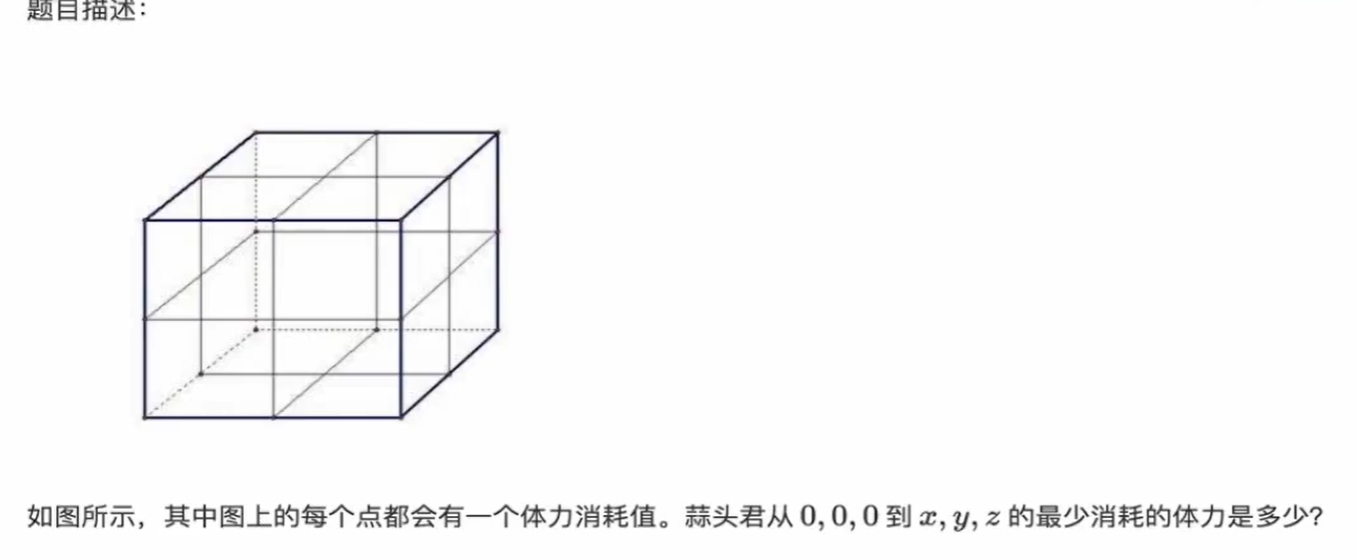 题目描述：
如图所示，其中图上的每个点都会有一个体力消耗值。蒜头君从 0, 0, 0 到 x, y, z 的最少消耗的体力是多少？